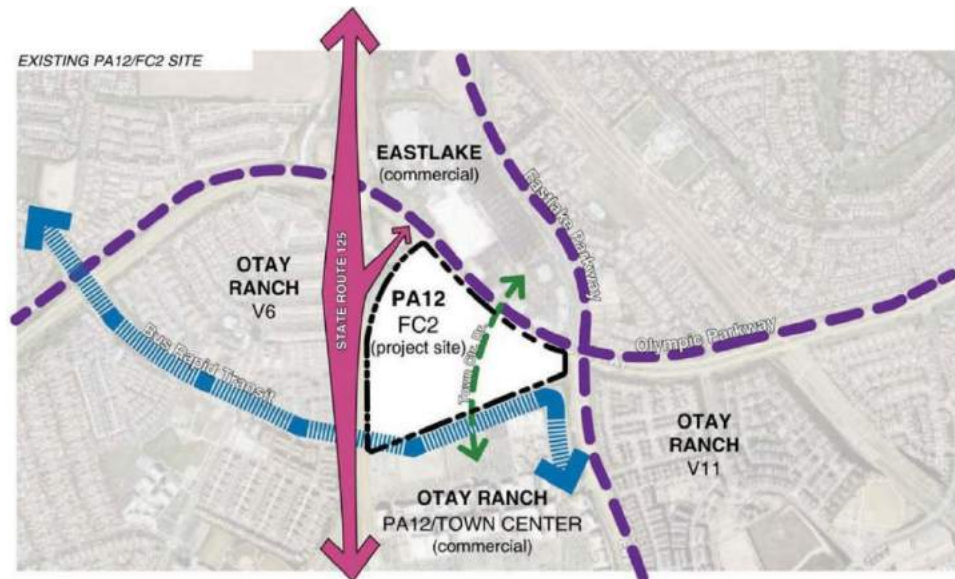 EXISTING PA12/FC2 SITE
EASTLAKE
(commercial)
Eastlake Parkway
STATE ROUTE 125
OTAY
RANCH
V6
PA12
FC2
(project site)
Town Ctr. Dr.
Bus Rapid Transit
Olympic Parkway
OTAY
RANCH
V11
OTAY RANCH
PA12/TOWN CENTER
(commercial)